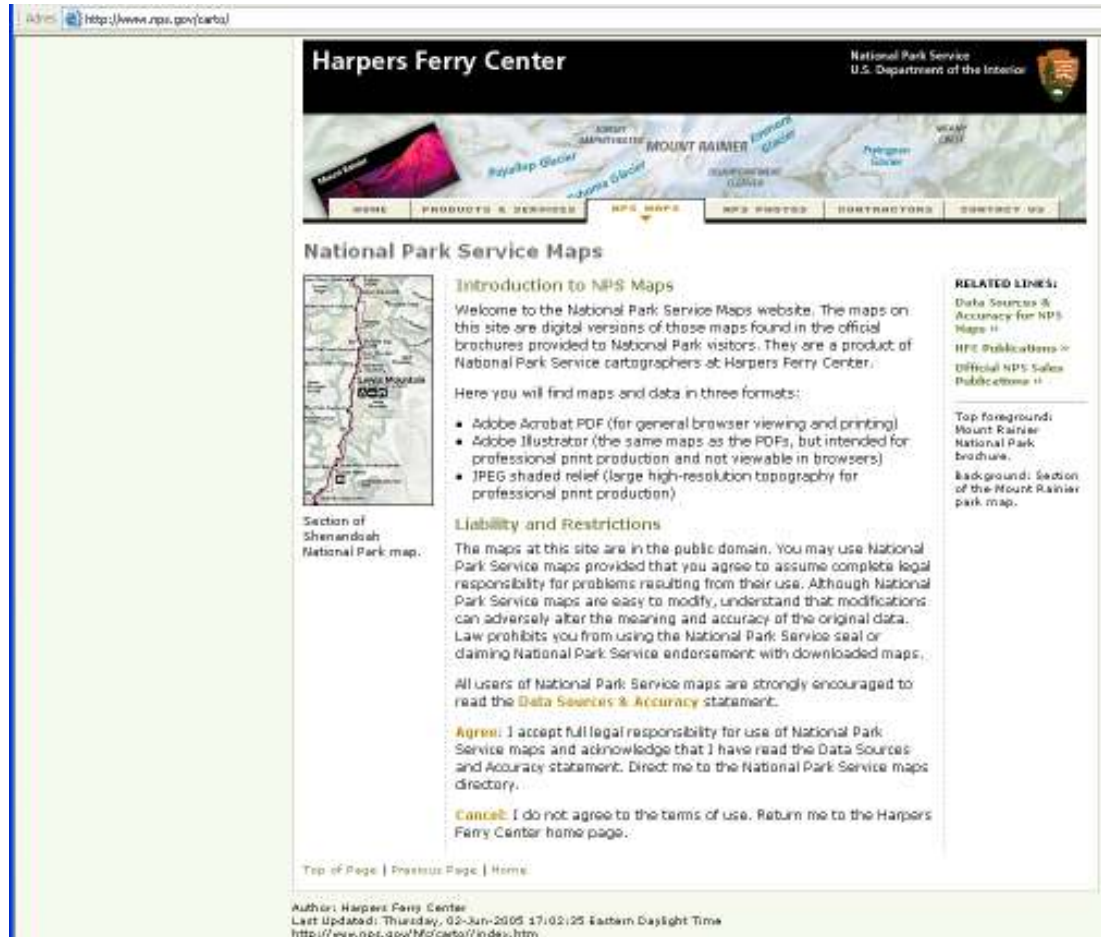 Adres http://www.nps.gov/carto/
Harpers Ferry Center
National Park Service
U.S. Department of the Interior
MOUNT RAINIER
Puyallup Glacier
Glacier
Glacier
Mount Rainier
HOME PRODUCTS & SERVICES NPS MAPS NPS PHOTOS CONTRACTORS CONTACT US
National Park Service Maps
Lewis Mountain
Section of
Shenandoah
National Park map.
Introduction to NPS Maps
Welcome to the National Park Service Maps website. The maps on
this site are digital versions of those maps found in the official
brochures provided to National Park visitors. They are a product of
National Park Service cartographers at Harpers Ferry Center.
Here you will find maps and data in three formats:
• Adobe Acrobat PDF (for general browser viewing and printing)
• Adobe Illustrator (the same maps as the PDFs, but intended for
professional print production and not viewable in browsers)
• JPEG shaded relief (large high-resolution topography for
professional print production)
Liability and Restrictions
The maps at this site are in the public domain. You may use National
Park Service maps provided that you agree to assume complete legal
responsibility for problems resulting from their use. Although National
Park Service maps are easy to modify, understand that modifications
can adversely alter the meaning and accuracy of the original data.
Law prohibits you from using the National Park Service seal or
claiming National Park Service endorsement with downloaded maps.
All users of National Park Service maps are strongly encouraged to
read the Data Sources & Accuracy statement.
Agree: I accept full legal responsibility for use of National Park
Service maps and acknowledge that I have read the Data Sources
and Accuracy statement. Direct me to the National Park Service maps
directory.
Cancel: I do not agree to the terms of use. Return me to the Harpers
Ferry Center home page.
RELATED LINKS:
Data Sources &
Accuracy for NPS
Maps »
HFC Publications »
Official NPS Sales
Publications »
Top foreground:
Mount Rainier
National Park
brochure.
Background: Section
of the Mount Rainier
park map.
Top of Page | Previous Page | Home
Author: Harpers Ferry Center
Last Updated: Thursday, 02-Jun-2005 17:02:35 Eastern Daylight Time
http://www.nps.gov/hfc/carto//index.htm